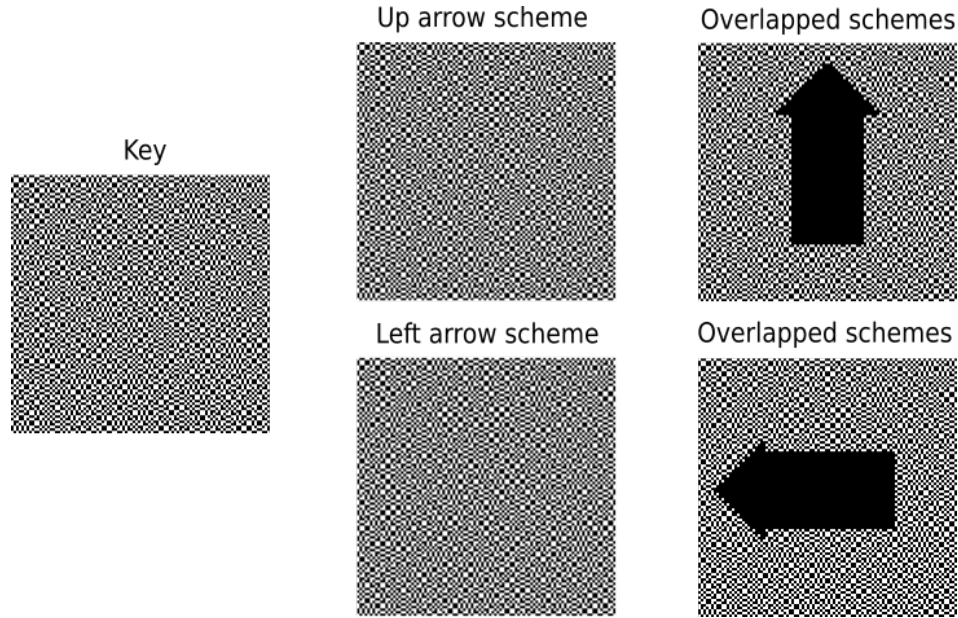 Up arrow scheme
Overlapped schemes
Key
Left arrow scheme
Overlapped schemes